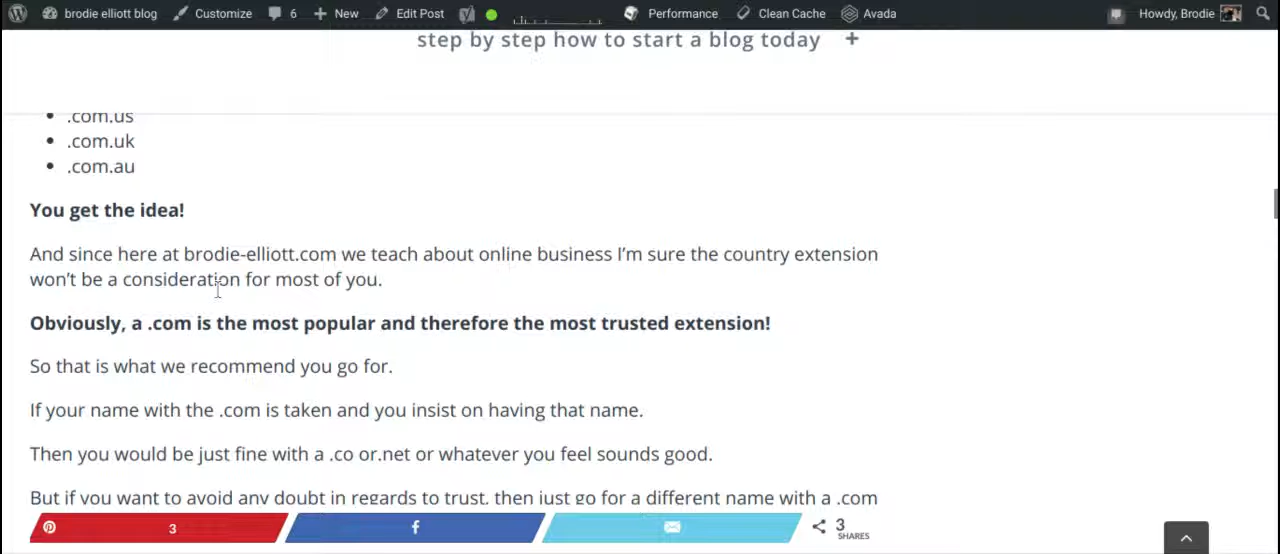 brodie elliott blog Customize 6 New Edit Post Performance Clean Cache Avada Howdy, Brodie
step by step how to start a blog today +
.com.us
.com.uk
.com.au
You get the idea!
And since here at brodie-elliott.com we teach about online business I'm sure the country extension
won't be a consideration for most of you.
Obviously, a .com is the most popular and therefore the most trusted extension!
So that is what we recommend you go for.
If your name with the .com is taken and you insist on having that name.
Then you would be just fine with a .co or.net or whatever you feel sounds good.
But if you want to avoid any doubt in regards to trust, then just go for a different name with a .com
3 f 3
SHARES